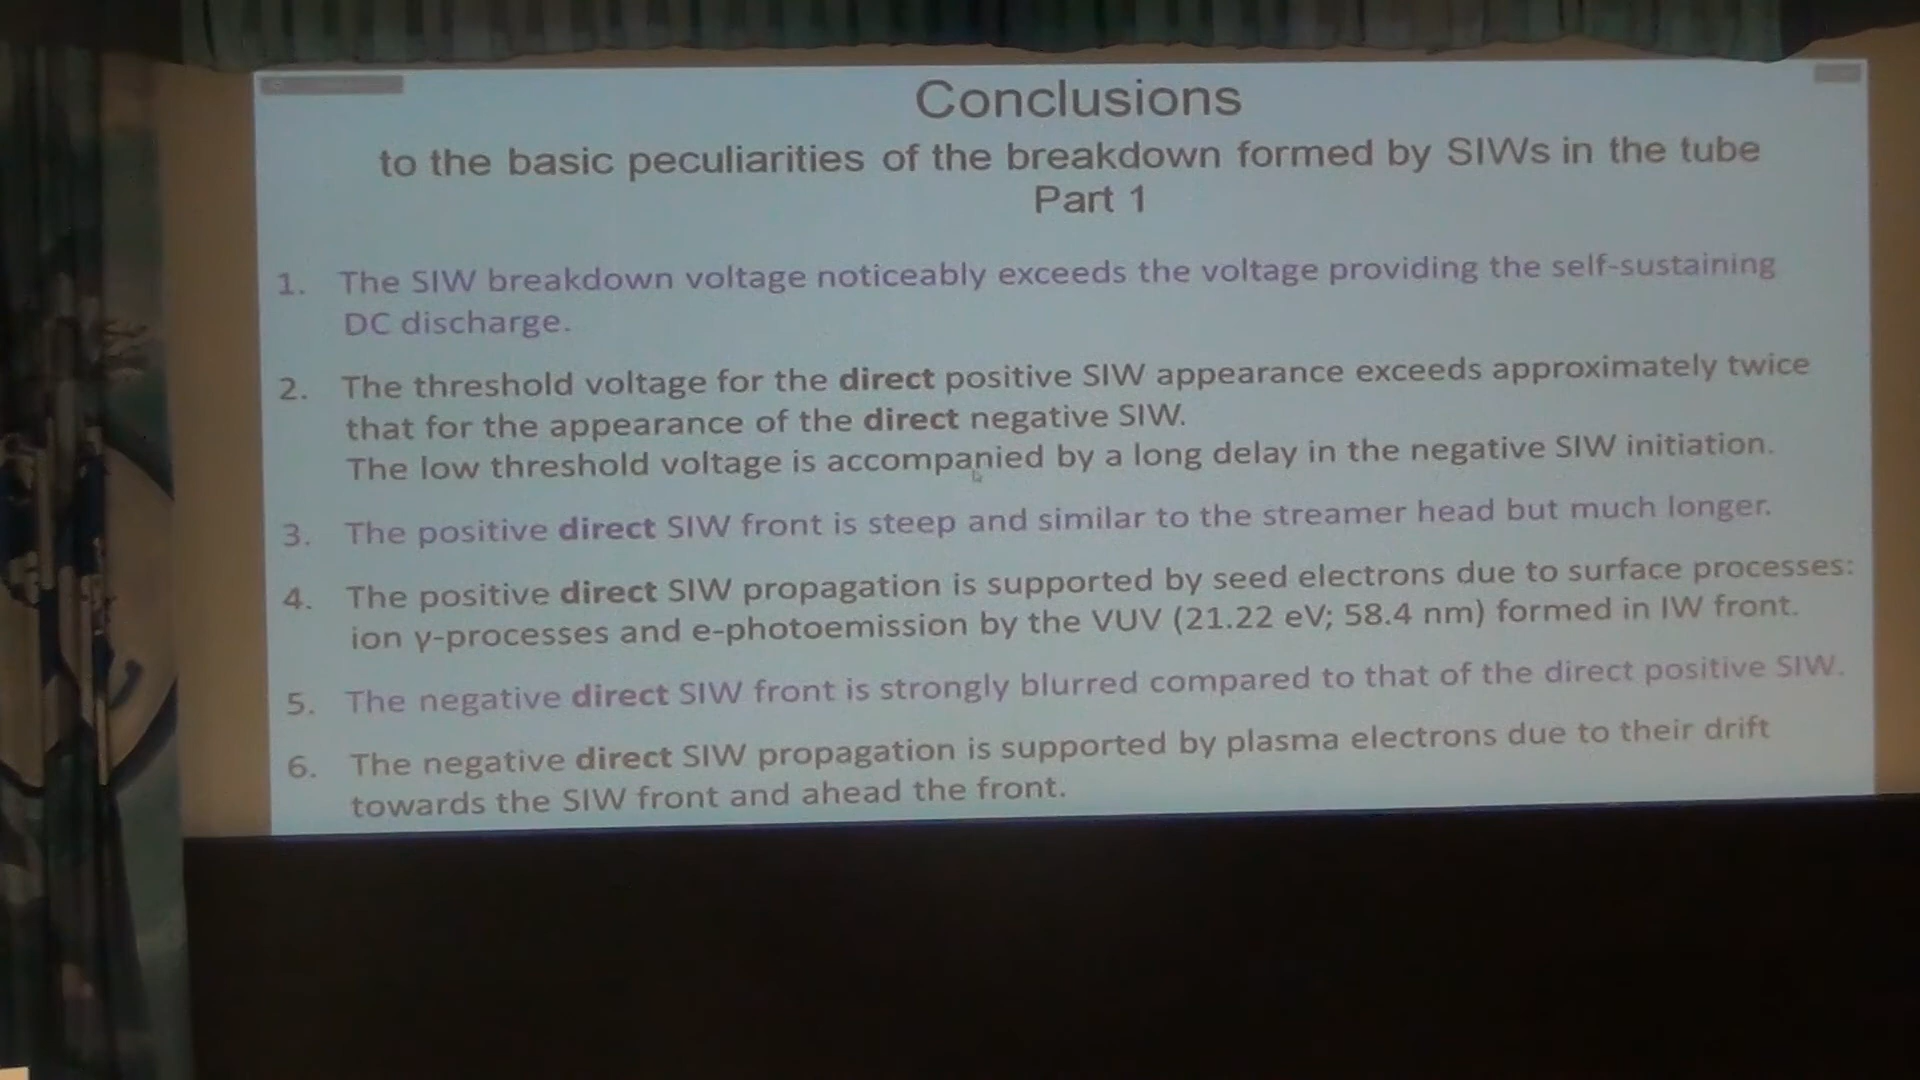 Conclusions
to the basic peculiarities of the breakdown formed by SIWs in the tube
Part 1
1. The SIW breakdown voltage noticeably exceeds the voltage providing the self-sustaining
DC discharge.
2. The threshold voltage for the direct positive SIW appearance exceeds approximately twice
that for the appearance of the direct negative SIW.
The low threshold voltage is accompanied by a long delay in the negative SIW initiation.
3. The positive direct SIW front is steep and similar to the streamer head but much longer.
4. The positive direct SIW propagation is supported by seed electrons due to surface processes:
ion γ-processes and e-photoemission by the VUV (21.22 eV; 58.4 nm) formed in IW front.
5. The negative direct SIW front is strongly blurred compared to that of the direct positive SIW.
6. The negative direct SIW propagation is supported by plasma electrons due to their drift
towards the SIW front and ahead the front.